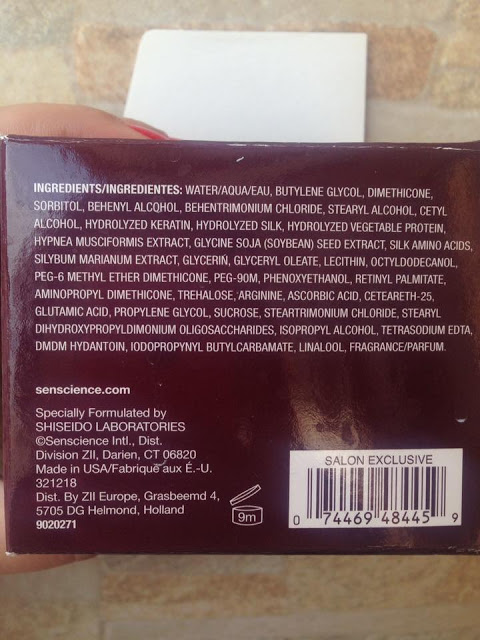 INGREDIENTS/INGREDIENTES: WATER/AQUA/EAU, BUTYLENE GLYCOL, DIMETHICONE,
SORBITOL, BEHENYL ALCQHOL, BEHENTRIMONIUM CHLORIDE, STEARYL ALCOHOL, CETYL
ALCOHOL, HYDROLYZED KERATIN, HYDROLYZED SILK, HYDROLYZED VEGETABLE PROTEIN,
HYPNEA MUSCIFORMIS EXTRACT, GLYCINE SOJA (SOYBEAN) SEED EXTRACT, SILK AMINO ACIDS,
SILYBUM MARIANUM EXTRACT, GLYCERIN, GLYCERYL OLEATE, LECITHIN, OCTYLDODECANOL,
PEG-6 METHYL ETHER DIMETHICONE, PEG-90M, PHENOXYETHANOL, RETINYL PALMITATE,
AMINOPROPYL DIMETHICONE, TREHALOSE, ARGININE, ASCORBIC ACID, CETEARETH-25,
GLUTAMIC ACID, PROPYLENE GLYCOL, SUCROSE, STEARTRIMONIUM CHLORIDE, STEARYL
DIHYDROXYPROPYLDIMONIUM OLIGOSACCHARIDES, ISOPROPYL ALCOHOL, TETRASODIUM EDTA,
DMDM HYDANTOIN, IODOPROPYNYL BUTYLCARBAMATE, LINALOOL, FRAGRANCE/PARFUM.
senscience.com
Specially Formulated by
SHISEIDO LABORATORIES
©Senscience Intl., Dist.
Division ZII, Darien, CT 06820
Made in USA/Fabriqué aux É.-U.
321218
Dist. By ZII Europe, Grasbeemd 4,
5705 DG Helmond, Holland
9020271
9m
SALON EXCLUSIVE
0 74469 48445 9